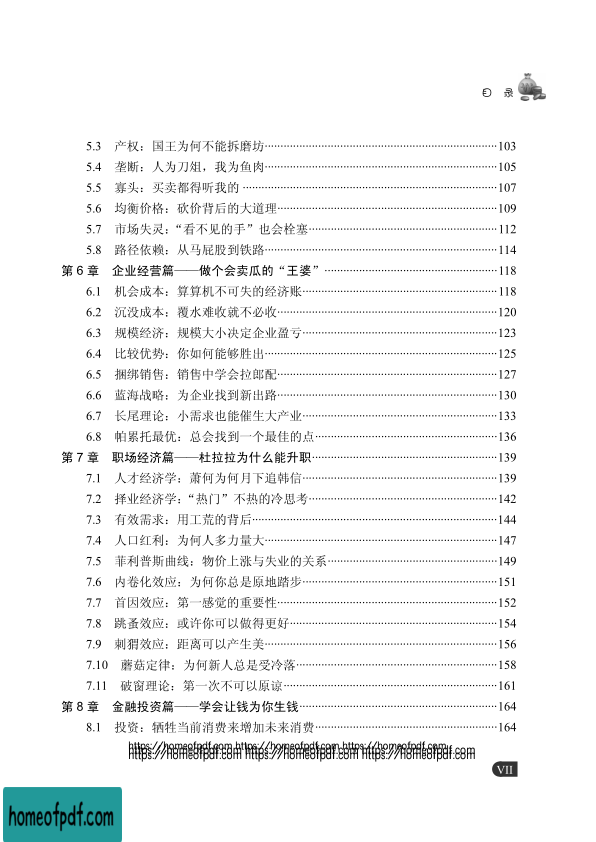 目 录
5.3 产权：国王为何不能拆磨坊····103
5.4 垄断：人为刀俎，我为鱼肉····105
5.5 寡头：买卖都得听我的····107
5.6 均衡价格：砍价背后的大道理····109
5.7 市场失灵：“看不见的手”也会栓塞····112
5.8 路径依赖：从马屁股到铁路····114
第 6 章 企业经营篇——做个会卖瓜的“王婆”····118
6.1 机会成本：算算机不可失的经济账····118
6.2 沉没成本：覆水难收就不必收····120
6.3 规模经济：规模大小决定企业盈亏····123
6.4 比较优势：你如何能够胜出····125
6.5 捆绑销售：销售中学会拉郎配····127
6.6 蓝海战略：为企业找到新出路····130
6.7 长尾理论：小需求也能催生大产业····133
6.8 帕累托最优：总会找到一个最佳的点····136
第 7 章 职场经济篇——杜拉拉为什么能升职····139
7.1 人才经济学：萧何为何月下追韩信····139
7.2 择业经济学：“热门”不热的冷思考····142
7.3 有效需求：用工荒的背后····144
7.4 人口红利：为何人多力量大····147
7.5 菲利普斯曲线：物价上涨与失业的关系····149
7.6 内卷化效应：为何你总是原地踏步····151
7.7 首因效应：第一感觉的重要性····152
7.8 跳蚤效应：或许你可以做得更好····154
7.9 刺猬效应：距离可以产生美····156
7.10 蘑菇定律：为何新人总是受冷落····158
7.11 破窗理论：第一次不可以原谅····161
第 8 章 金融投资篇——学会让钱为你生钱····164
8.1 投资：牺牲当前消费来增加未来消费····164
https://homeofpdf.com https://homeofpdf.com https://homeofpdf.com
https://homeofpdf.com https://homeofpdf.com https://homeofpdf.com
VII
homeofpdf.com